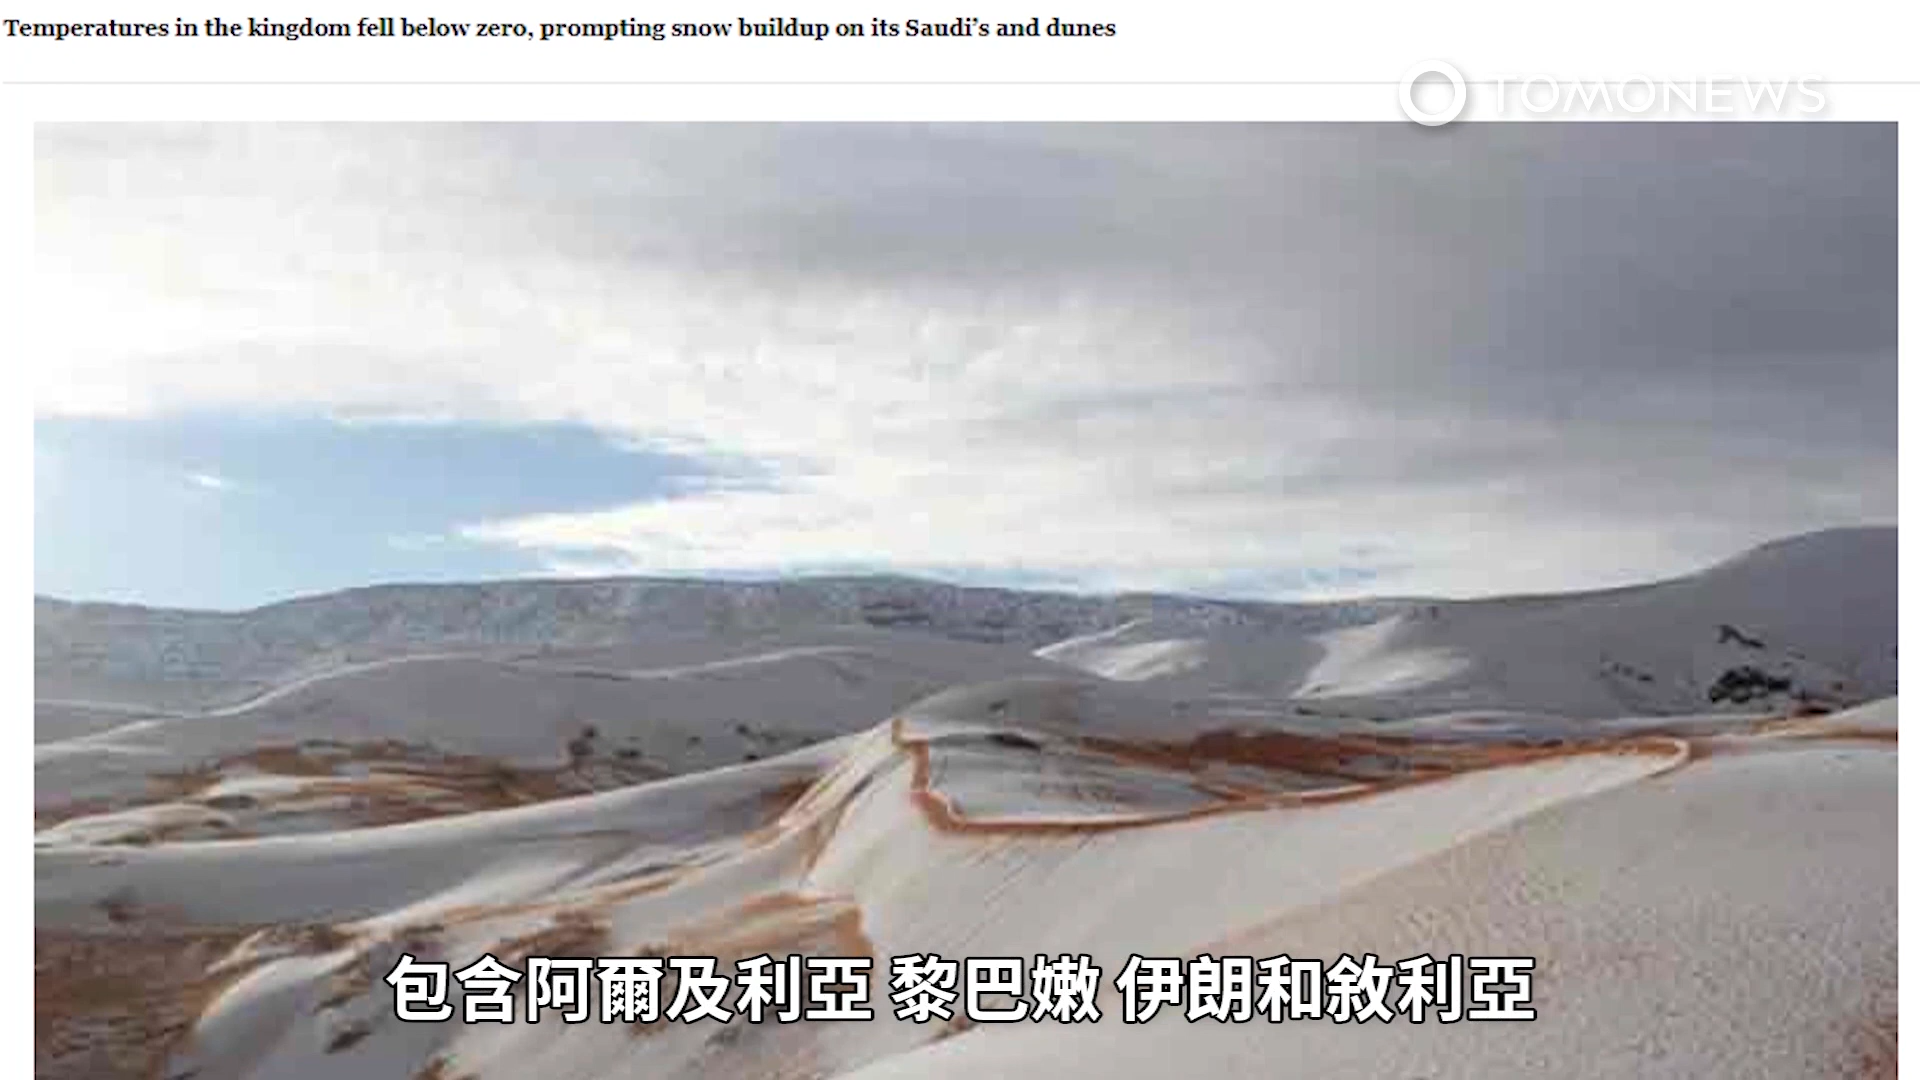 Temperatures in the kingdom fell below zero, prompting snow buildup on its Saudi’s and dunes
TOMONEWS
包含阿爾及利亞 黎巴嫩 伊朗和敘利亞